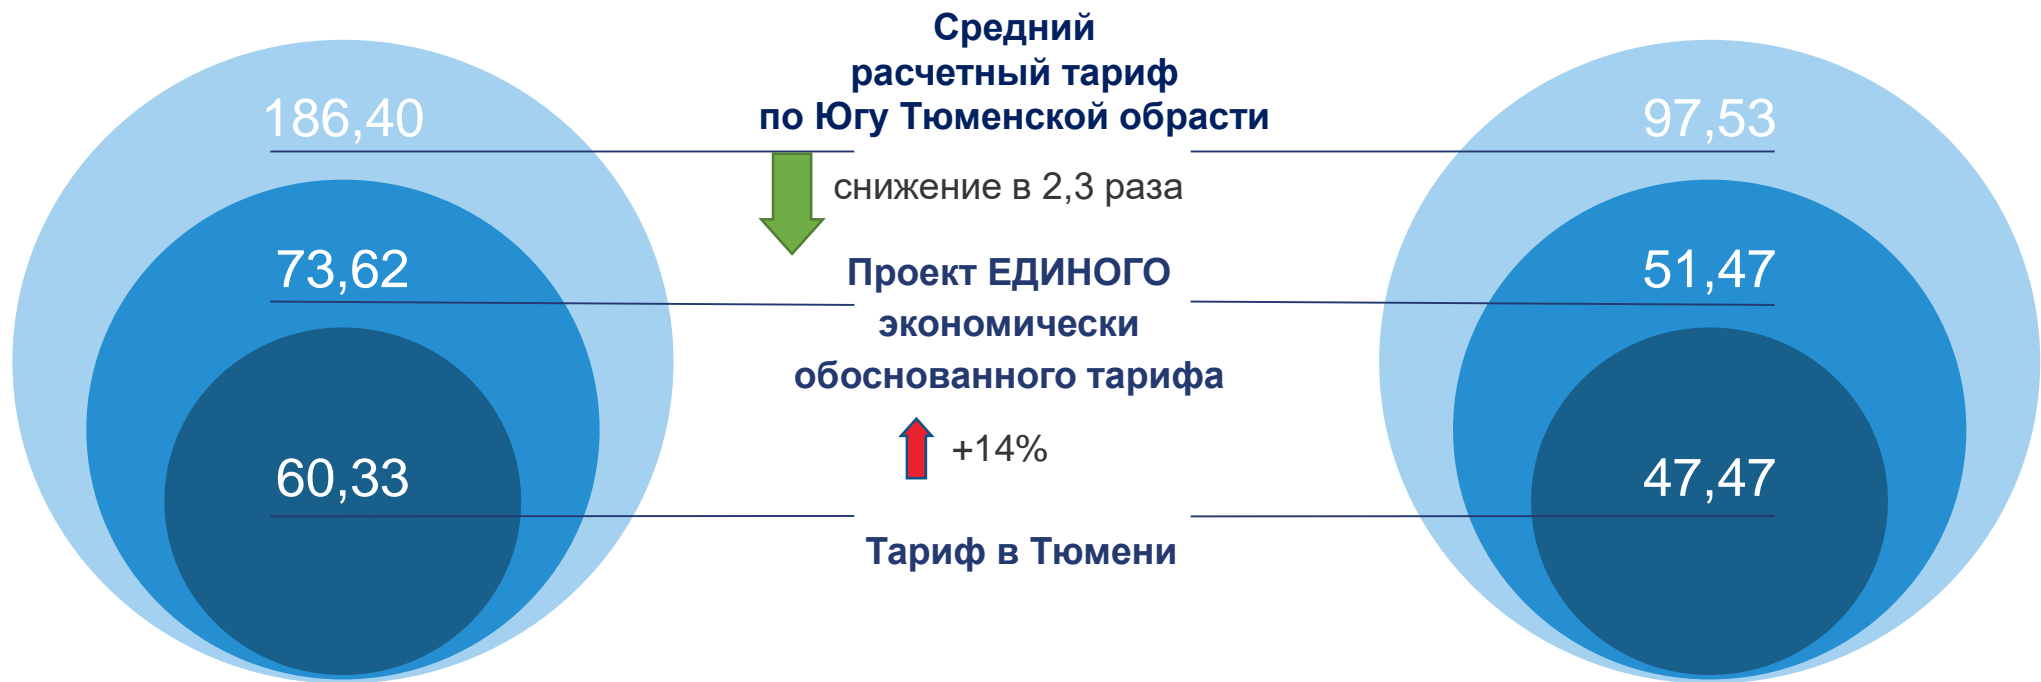 Средний
расчетный тариф
по Югу Тюменской обрасти
186,40
97,53
снижение в 2,3 раза
73,62
Проект ЕДИНОГО
51,47
экономически
обоснованного тарифа
+14%
60,33
47,47
Тариф в Тюмени